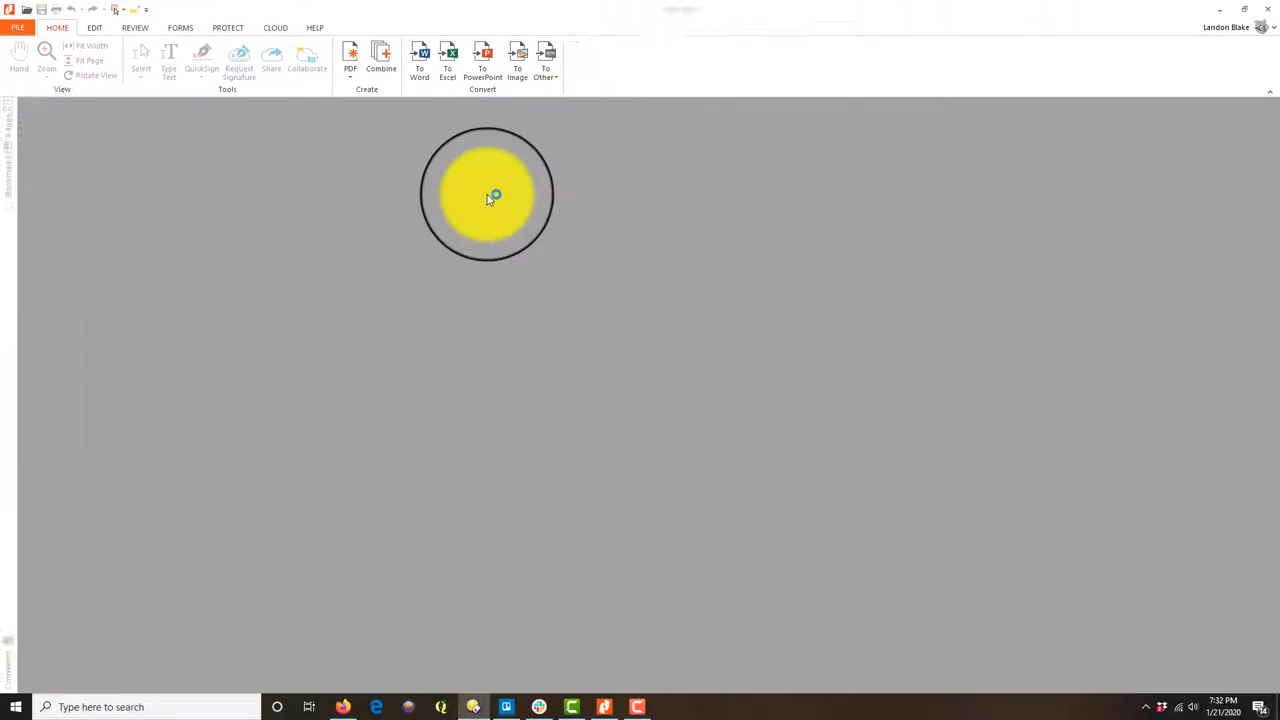 FILE HOME EDIT REVIEW FORMS PROTECT CLOUD HELP Landon Blake
Hand Zoom Fit Width
Fit Page
Rotate View
Select Type Text QuickSign Request Signature Share Collaborate
PDF Combine
To Word To Excel To PowerPoint To Image To Other
View Tools Create Convert
Type here to search
7:32 PM
1/21/2020